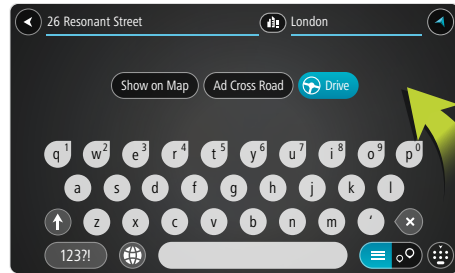 26 Resonant Street London
Show on Map Ad Cross Road Drive
q 1 w 2 e 3 r 4 t 5 y 6 u 7 i 8 o 9 p 0
a s d f g h j k l
z x c v b n m ‘
123?!